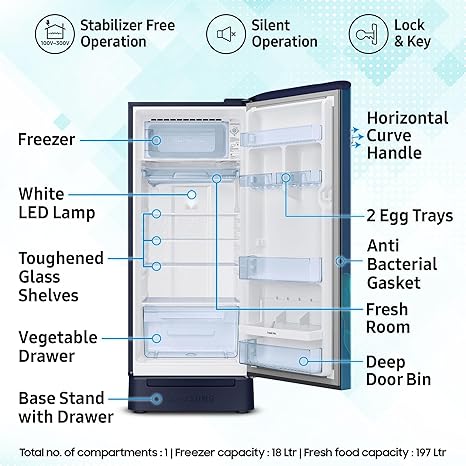 Stabilizer Free
Operation
100V~300V
Silent
Operation
Lock
& Key
Freezer
White
LED Lamp
Toughened
Glass
Shelves
Vegetable
Drawer
Base Stand
with Drawer
Horizontal
Curve
Handle
2 Egg Trays
Anti
Bacterial
Gasket
Fresh
Room
Deep
Door Bin
SAMSUNG
Total no. of compartments : 1 | Freezer capacity : 18 Ltr | Fresh food capacity : 197 Ltr